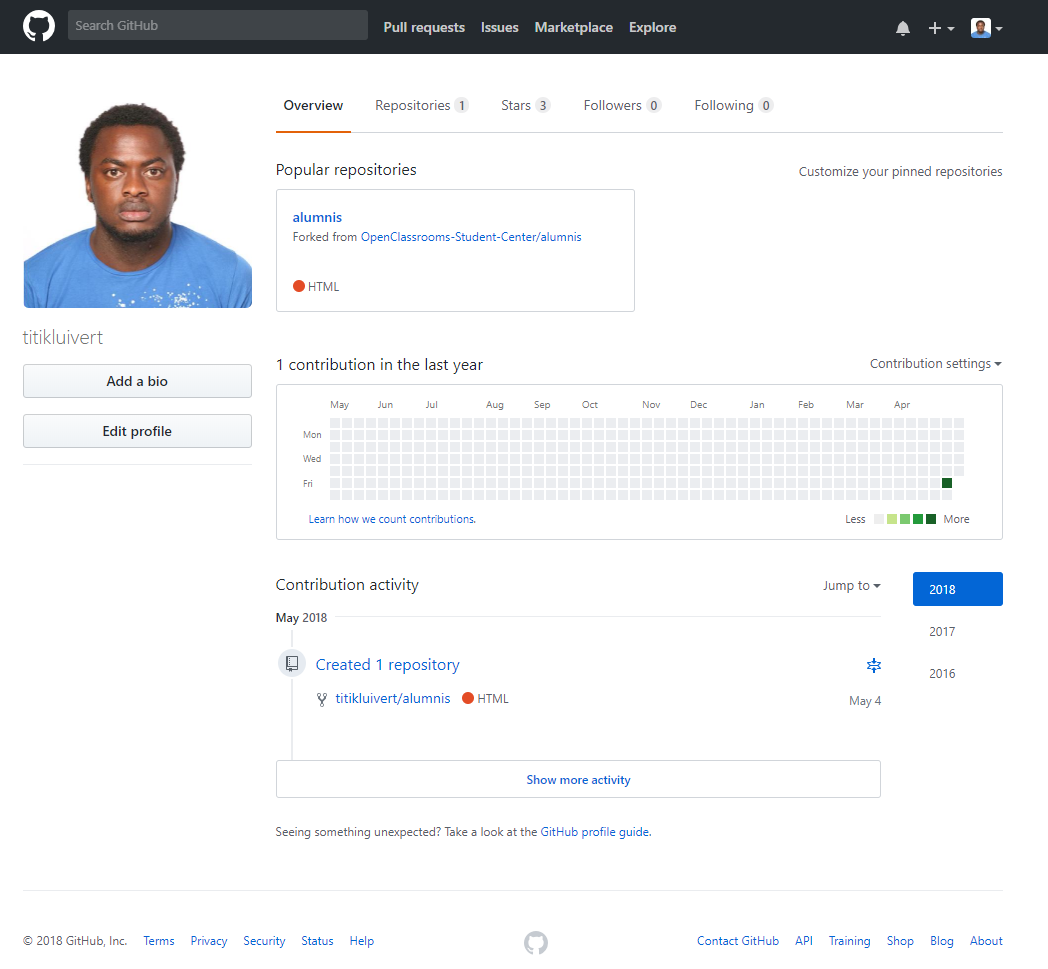 Search GitHub Pull requests Issues Marketplace Explore
Overview Repositories 1 Stars 3 Followers 0 Following 0
Popular repositories Customize your pinned repositories
alumnis
Forked from OpenClassrooms-Student-Center/alumnis
HTML
titikluivert
Add a bio
Edit profile
1 contribution in the last year Contribution settings
May Jun Jul Aug Sep Oct Nov Dec Jan Feb Mar Apr
Mon
Wed
Fri
Learn how we count contributions. Less More
Contribution activity Jump to
May 2018
Created 1 repository
titikluivert/alumnis HTML May 4
Show more activity
Seeing something unexpected? Take a look at the GitHub profile guide.
2018
2017
2016
© 2018 GitHub, Inc. Terms Privacy Security Status Help Contact GitHub API Training Shop Blog About